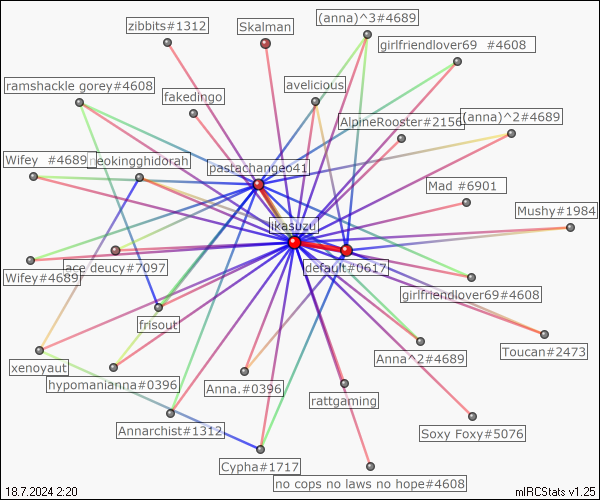 zibbits#1312
Skalman
(anna)^3#4689
girlfriendlover69 #4608
ramshackle gorey#4608
fakedingo
avelicious
AlpineRooster#2156
(anna)^2#4689
Wifey #4689
neokingghidorah
pastachangeo41
Mad #6901
Mushy#1984
likasuzu
Wifey#4689
ace deucy#7097
default#0617
girlfriendlover69#4608
frisout
xenoyaut
hypomanianna#0396
Anna.#0396
rattgaming
Anna^2#4689
Toucan#2473
Annarchist#1312
Soxy Foxy#5076
Cypha#1717
no cops no laws no hope#4608
18.7.2024 2:20
mIRCStats v1.25